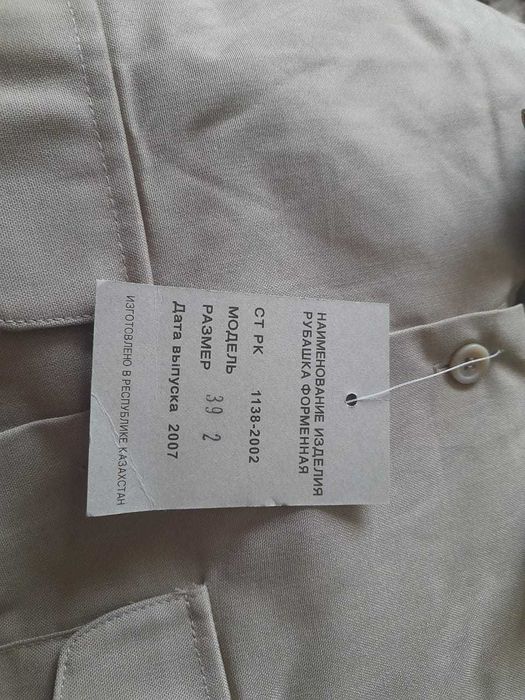 НАИМЕНОВАНИЕ ИЗДЕЛИЯ
РУБАШКА ФОРМЕННАЯ
СТ РК 1138-2002
МОДЕЛЬ
РАЗМЕР 39 2
Дата выпуска 2007
ИЗГОТОВЛЕНО В РЕСПУБЛИКЕ КАЗАХСТАН